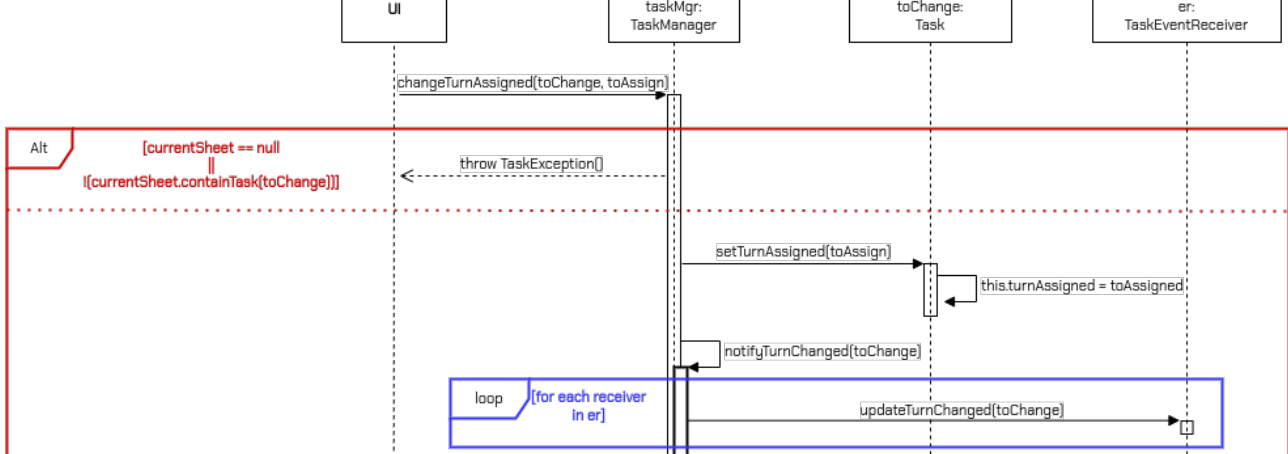 UI
taskMgr:
TaskManager
toChange:
Task
er:
TaskEventReceiver
changeTurnAssigned(toChange, toAssign)
Alt
[currentSheet == null
||
!(currentSheet.containTask(toChange))]
throw TaskException()
setTurnAssigned(toAssign)
this.turnAssigned = toAssigned
notifyTurnChanged(toChange)
loop
[for each receiver
in er]
updateTurnChanged(toChange)